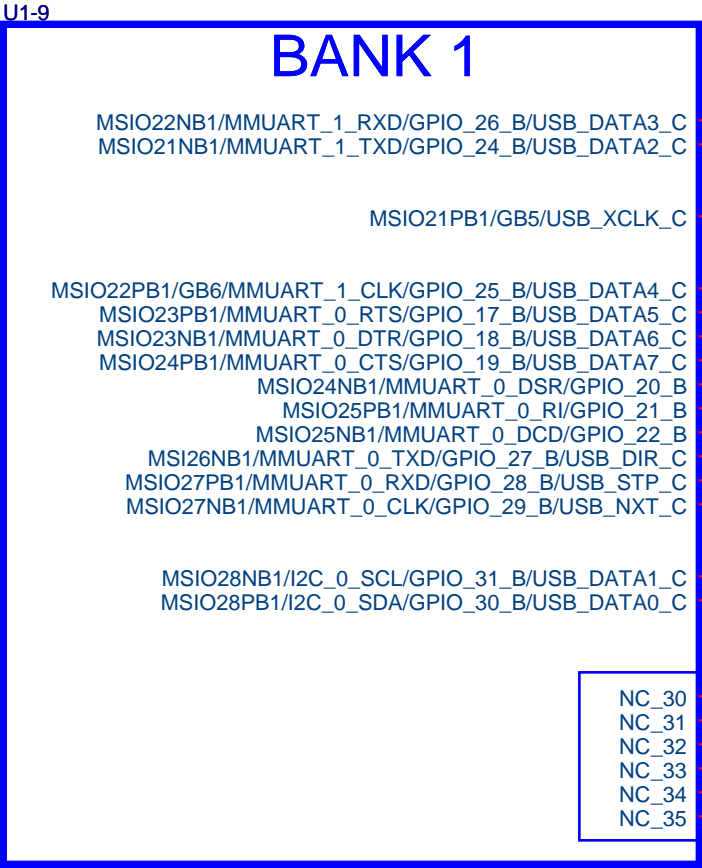 U1-9
BANK 1
MSIO22NB1/MMUART_1_RXD/GPIO_26_B/USB_DATA3_C
MSIO21NB1/MMUART_1_TXD/GPIO_24_B/USB_DATA2_C
MSIO21PB1/GB5/USB_XCLK_C
MSIO22PB1/GB6/MMUART_1_CLK/GPIO_25_B/USB_DATA4_C
MSIO23PB1/MMUART_0_RTS/GPIO_17_B/USB_DATA5_C
MSIO23NB1/MMUART_0_DTR/GPIO_18_B/USB_DATA6_C
MSIO24PB1/MMUART_0_CTS/GPIO_19_B/USB_DATA7_C
MSIO24NB1/MMUART_0_DSR/GPIO_20_B
MSIO25PB1/MMUART_0_RI/GPIO_21_B
MSIO25NB1/MMUART_0_DCD/GPIO_22_B
MSI26NB1/MMUART_0_TXD/GPIO_27_B/USB_DIR_C
MSIO27PB1/MMUART_0_RXD/GPIO_28_B/USB_STP_C
MSIO27NB1/MMUART_0_CLK/GPIO_29_B/USB_NXT_C
MSIO28NB1/I2C_0_SCL/GPIO_31_B/USB_DATA1_C
MSIO28PB1/I2C_0_SDA/GPIO_30_B/USB_DATA0_C
NC_30
NC_31
NC_32
NC_33
NC_34
NC_35